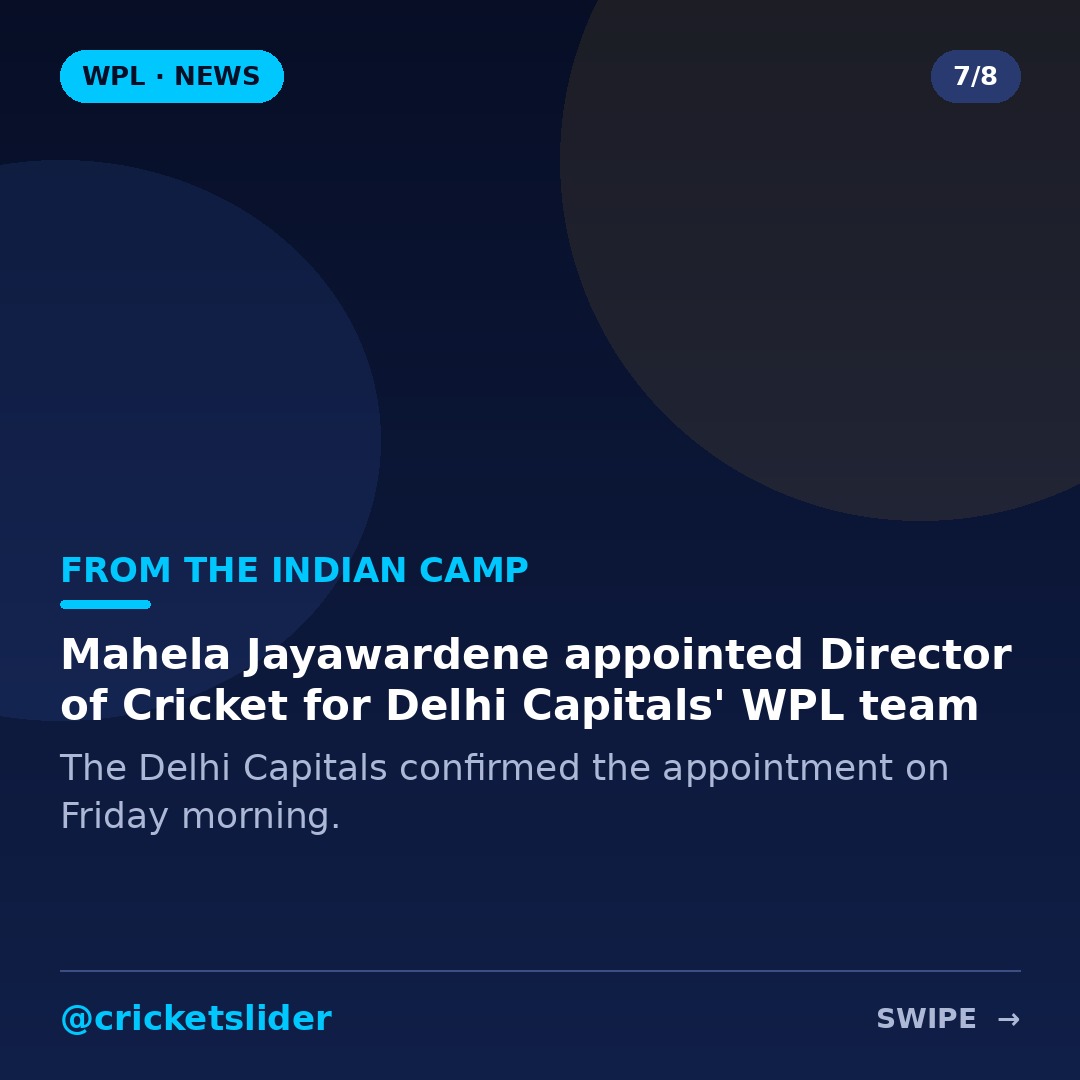 WPL · NEWS
7/8
FROM THE INDIAN CAMP
Mahela Jayawardene appointed Director
of Cricket for Delhi Capitals' WPL team
The Delhi Capitals confirmed the appointment on
Friday morning.
@cricketslider
SWIPE →